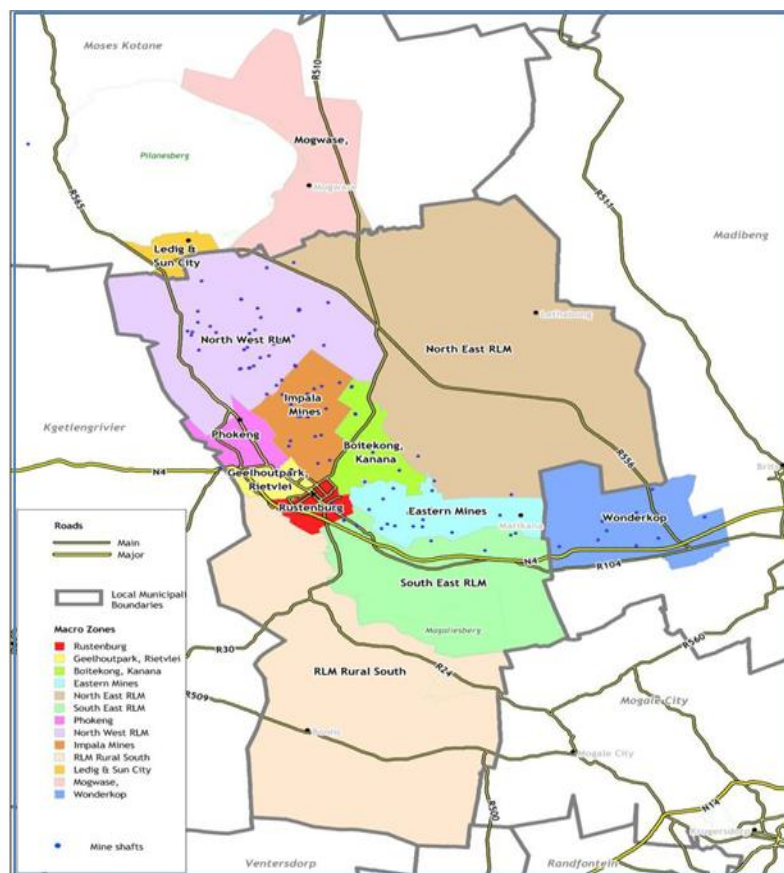 Moses Kotane
R510
Mogwase,
Pilanesberg
Mogwase
R565
R511
Madibeng
Ledig &
Sun City
Lethabong
North West RLM
North East RLM
Impala
Mines
Kgetlengrivier
Phokeng
Boitekong,
Kanana
R556
N4
Geelhoutpark,
Rietvlei
Brits
Rustenburg
Eastern Mines
Marikana
Wonderkop
N4
R104
South East RLM
Magaliesberg
R30
R24
R560
RLM Rural South
R509
Mogale City
Mogale City
R500
N14
Krugersdorp
Ventersdorp
Randfontein
Roads
Main
Major
Local Municipali
Boundaries
Macro Zones
Rustenburg
Geelhoutpark, Rietvlei
Boitekong, Kanana
Eastern Mines
North East RLM
South East RLM
Phokeng
North West RLM
Impala Mines
RLM Rural South
Ledig & Sun City
Mogwase,
Wonderkop
Mine shafts